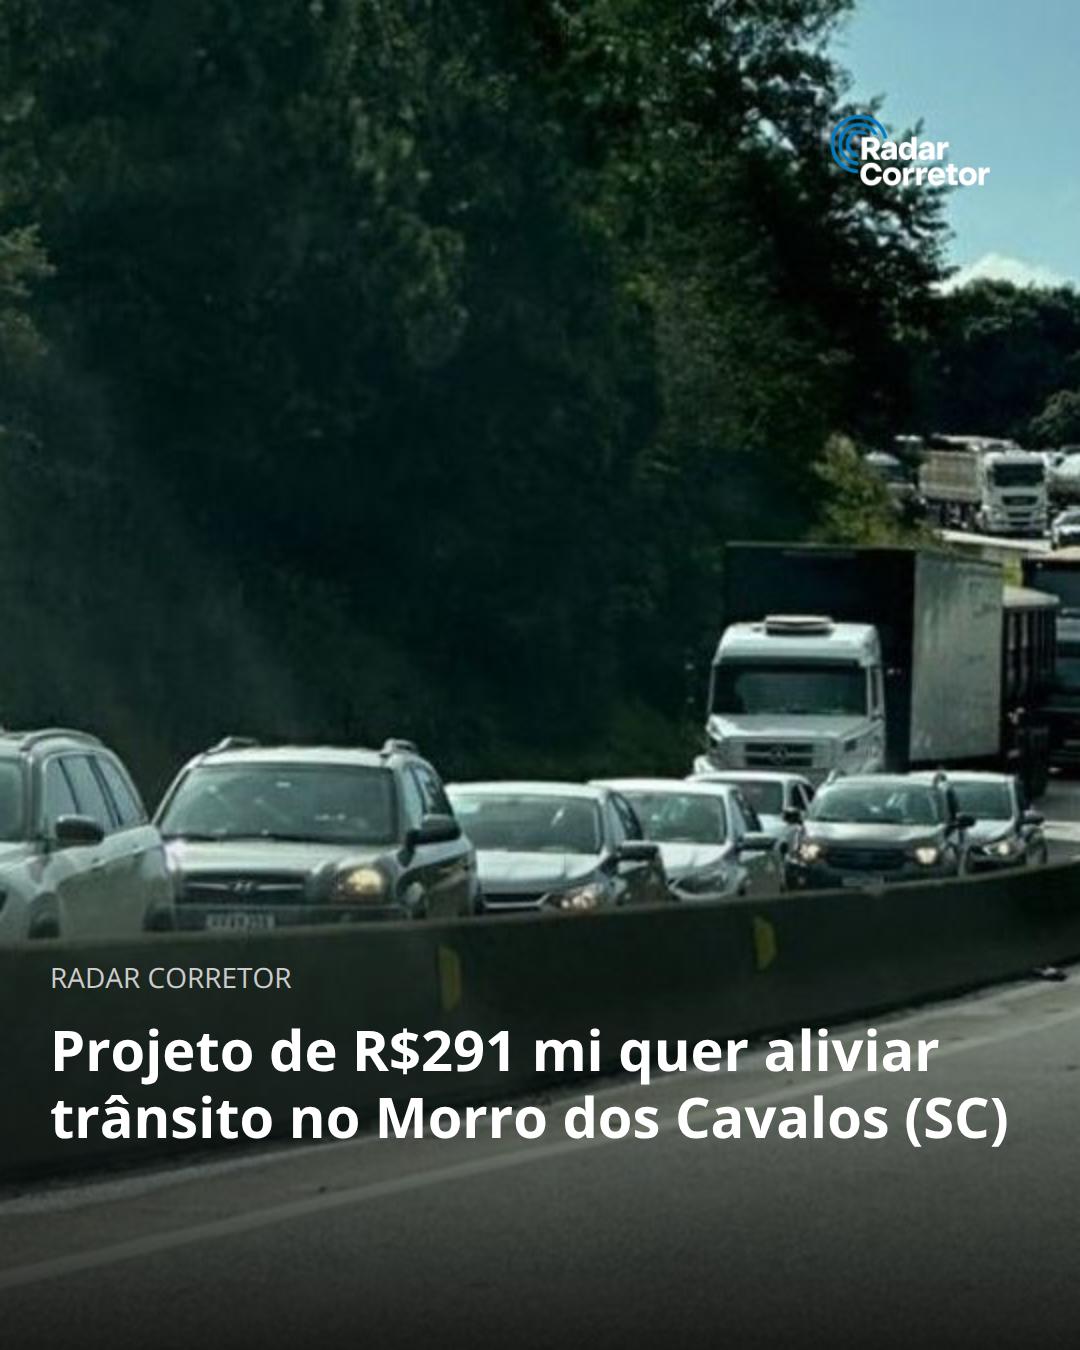 Radar
Corretor
RADAR CORRETOR
Projeto de R$291 mi quer aliviar
trânsito no Morro dos Cavalos (SC)